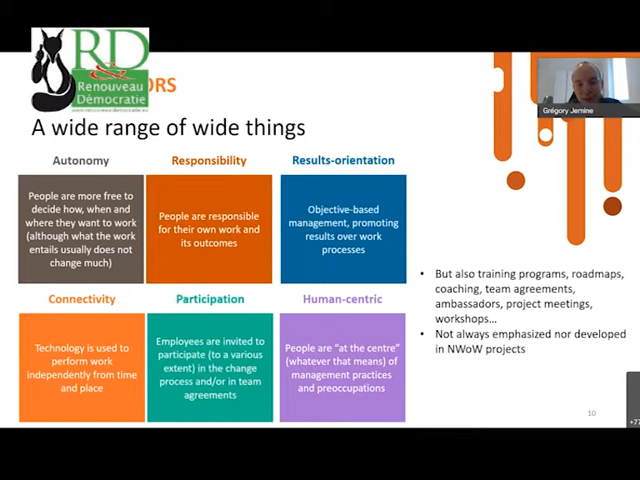 RD
&
Renouveau
Démocratie
ORS
Grégory Jemine
A wide range of wide things
Autonomy
People are more free to
decide how, when and
where they want to work
(although what the work
entails usually does not
change much)
Responsibility
People are responsible
for their own work and
its outcomes
Results-orientation
Objective-based
management, promoting
results over work
processes
Connectivity
Technology is used to
perform work
independently from time
and place
Participation
Employees are invited to
participate (to a various
extent) in the change
process and/or in team
agreements
Human-centric
People are “at the centre”
(whatever that means) of
management practices
and preoccupations
• But also training programs, roadmaps,
coaching, team agreements,
ambassadors, project meetings,
workshops…
• Not always emphasized nor developed
in NWoW projects
10